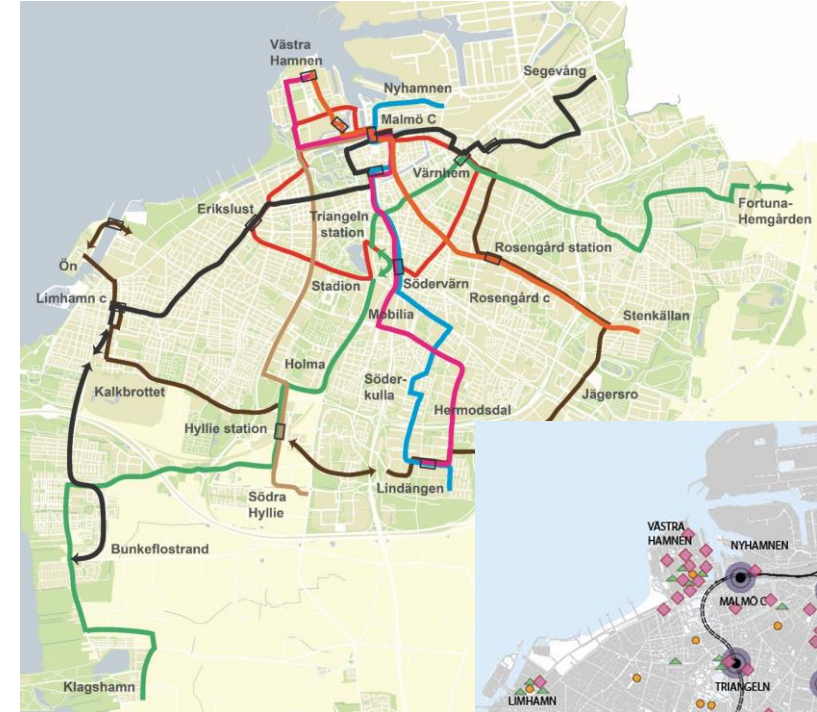 Västra
Hamnen
Segevång
Nyhamnen
Malmö C
Värnhem
Fortuna-
Hemgården
Erikslust
Triangeln
station
Rosengård station
Ön
Stadion
Södervärn
Rosengård c
Limhamn c
Mobilia
Stenkällan
Holma
Söder-
kulla
Jägersro
Kalkbrottet
Hermodsdal
Hyllie station
Lindängen
Södra
Hyllie
Bunkeflostrand
Klagshamn
VÄSTRA
HAMNEN
NYHAMNEN
MALMÖ C
TRIANGELN
LIMHAMN